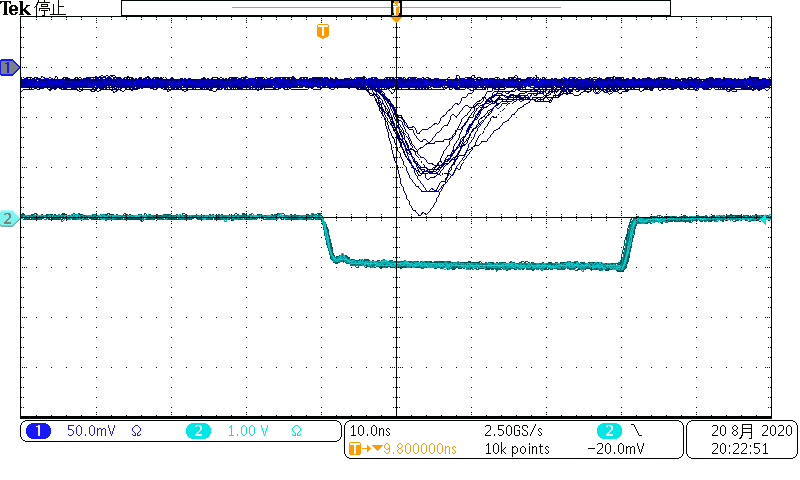 Tek 停止
T
T
1
2
1 50.0mV Ω 2 1.00 V Ω 10.0ns 2.50GS/s 2 20 8月 2020
T→▼9.800000ns 10k points −20.0mV 20:22:51